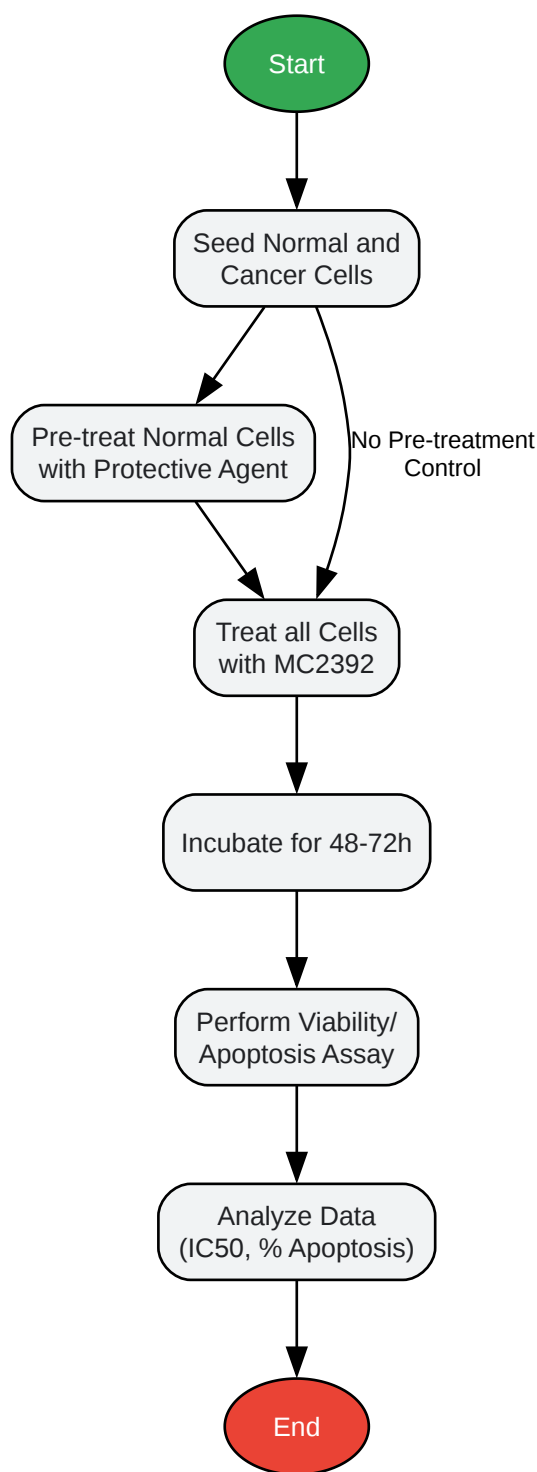 Start
Seed Normal and
Cancer Cells
Pre-treat Normal Cells
with Protective Agent
No Pre-treatment
Control
Treat all Cells
with MC2392
Incubate for 48-72h
Perform Viability/
Apoptosis Assay
Analyze Data
(IC50, % Apoptosis)
End